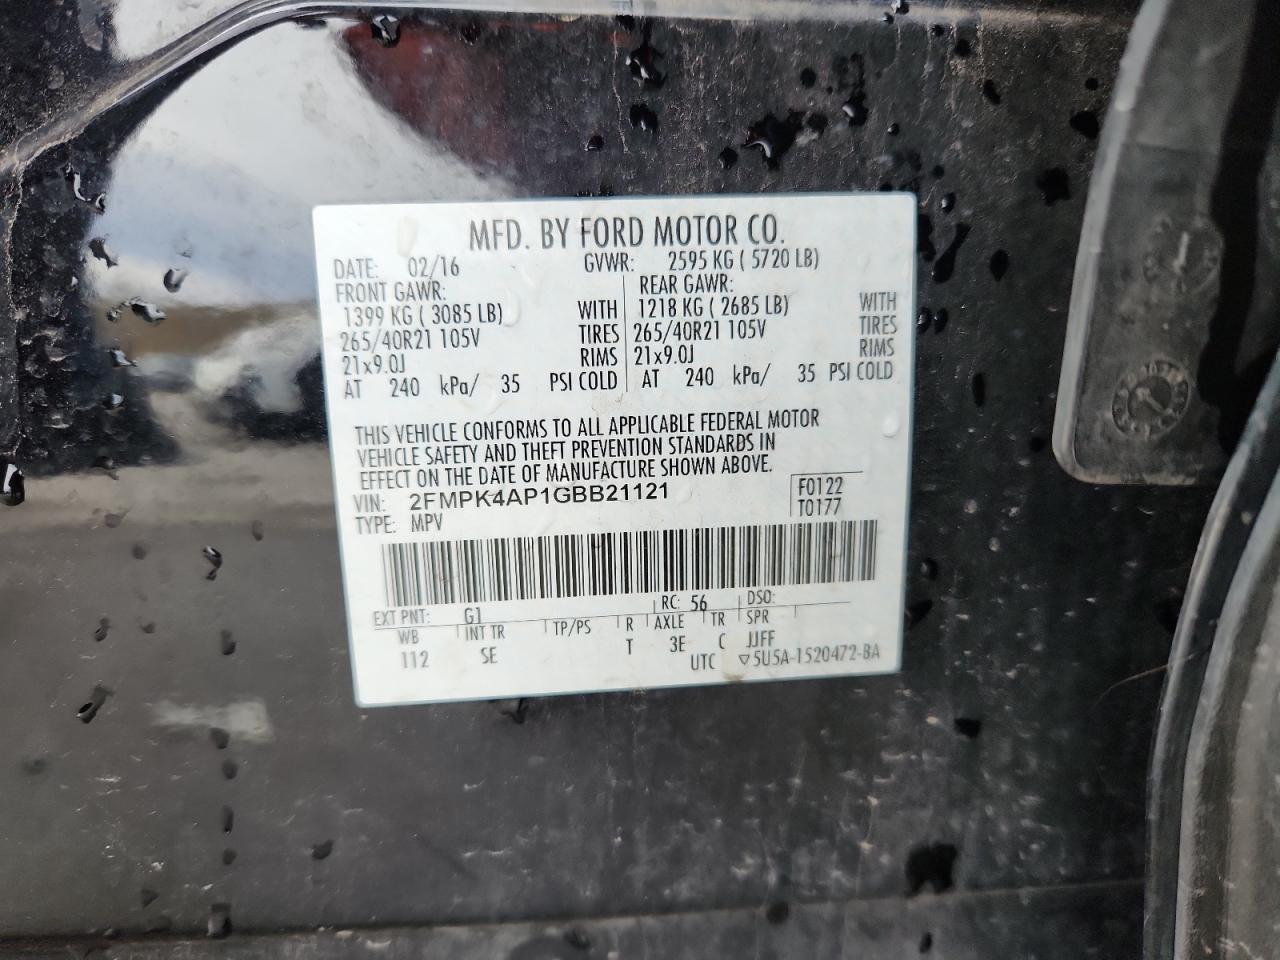 MFD. BY FORD MOTOR CO.
DATE: 02/16 GVWR: 2595 KG ( 5720 LB)
FRONT GAWR: REAR GAWR:
1399 KG ( 3085 LB) WITH 1218 KG ( 2685 LB) WITH
265/40R21 105V TIRES 265/40R21 105V TIRES
21x9.0J RIMS 21x9.0J RIMS
AT 240 kPa/ 35 PSI COLD AT 240 kPa/ 35 PSI COLD
THIS VEHICLE CONFORMS TO ALL APPLICABLE FEDERAL MOTOR
VEHICLE SAFETY AND THEFT PREVENTION STANDARDS IN
EFFECT ON THE DATE OF MANUFACTURE SHOWN ABOVE.
VIN: 2FMPK4AP1GBB21121 F0122
TYPE: MPV T0177
EXT PNT: G1 RC: 56 DSO:
WB INT TR TP/PS R AXLE TR SPR
112 SE T 3E C JJFF
UTC ▽5U5A-1520472-BA